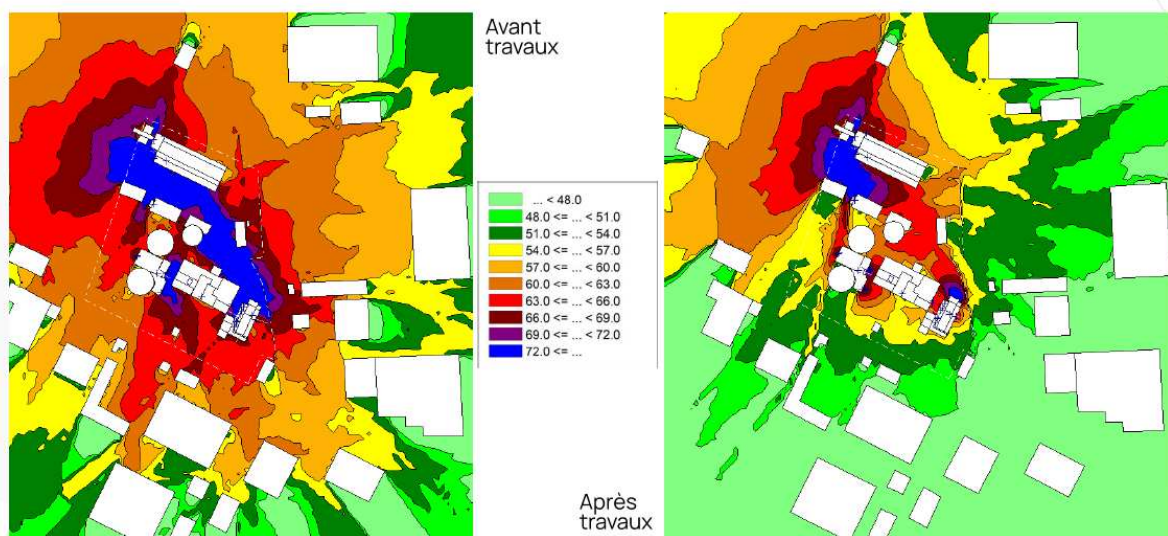 Avant
travaux
... < 48.0
48.0 <= ... < 51.0
51.0 <= ... < 54.0
54.0 <= ... < 57.0
57.0 <= ... < 60.0
60.0 <= ... < 63.0
63.0 <= ... < 66.0
66.0 <= ... < 69.0
69.0 <= ... < 72.0
72.0 <= ...
Après
travaux